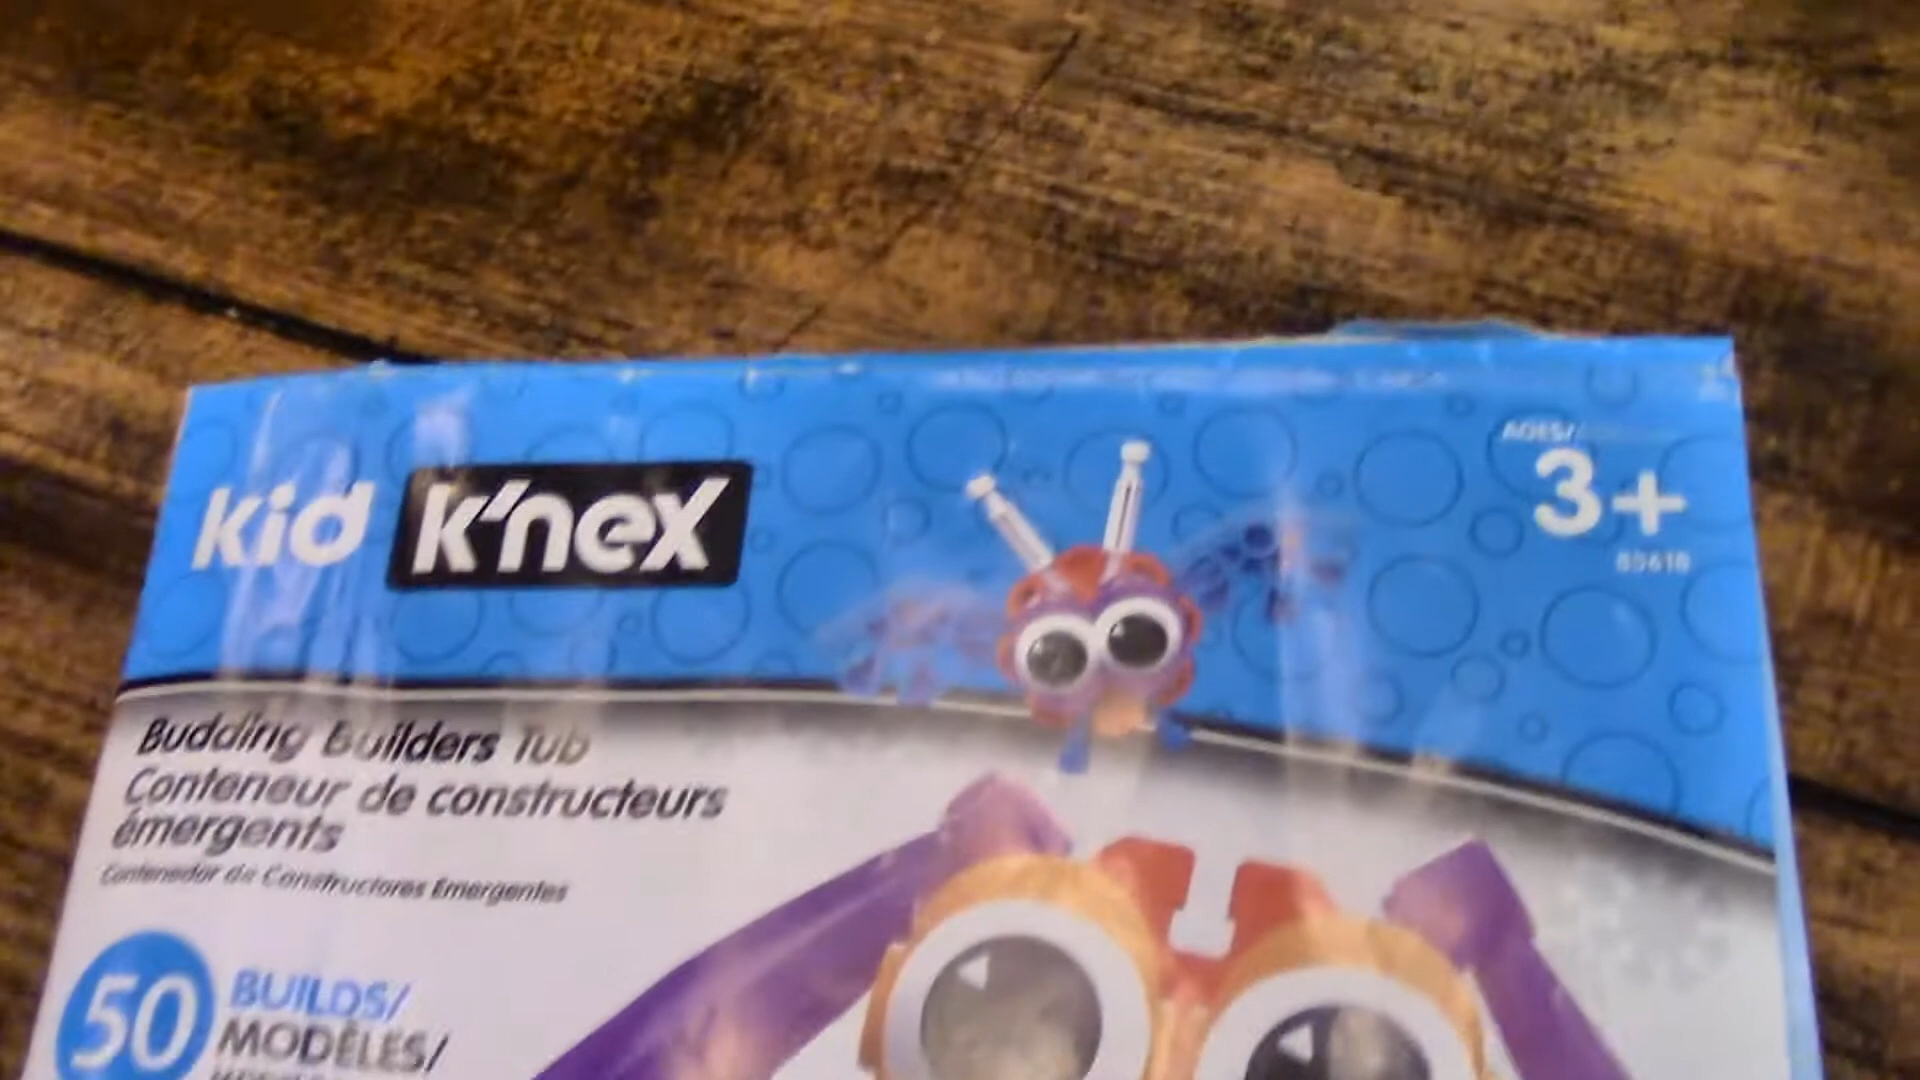 kid k'nex
AGES/
3+
Budding Builders Tub
Conteneur de constructeurs
émergents
Contenedor de Constructores Emergentes
50 BUILDS/
MODÈLES/